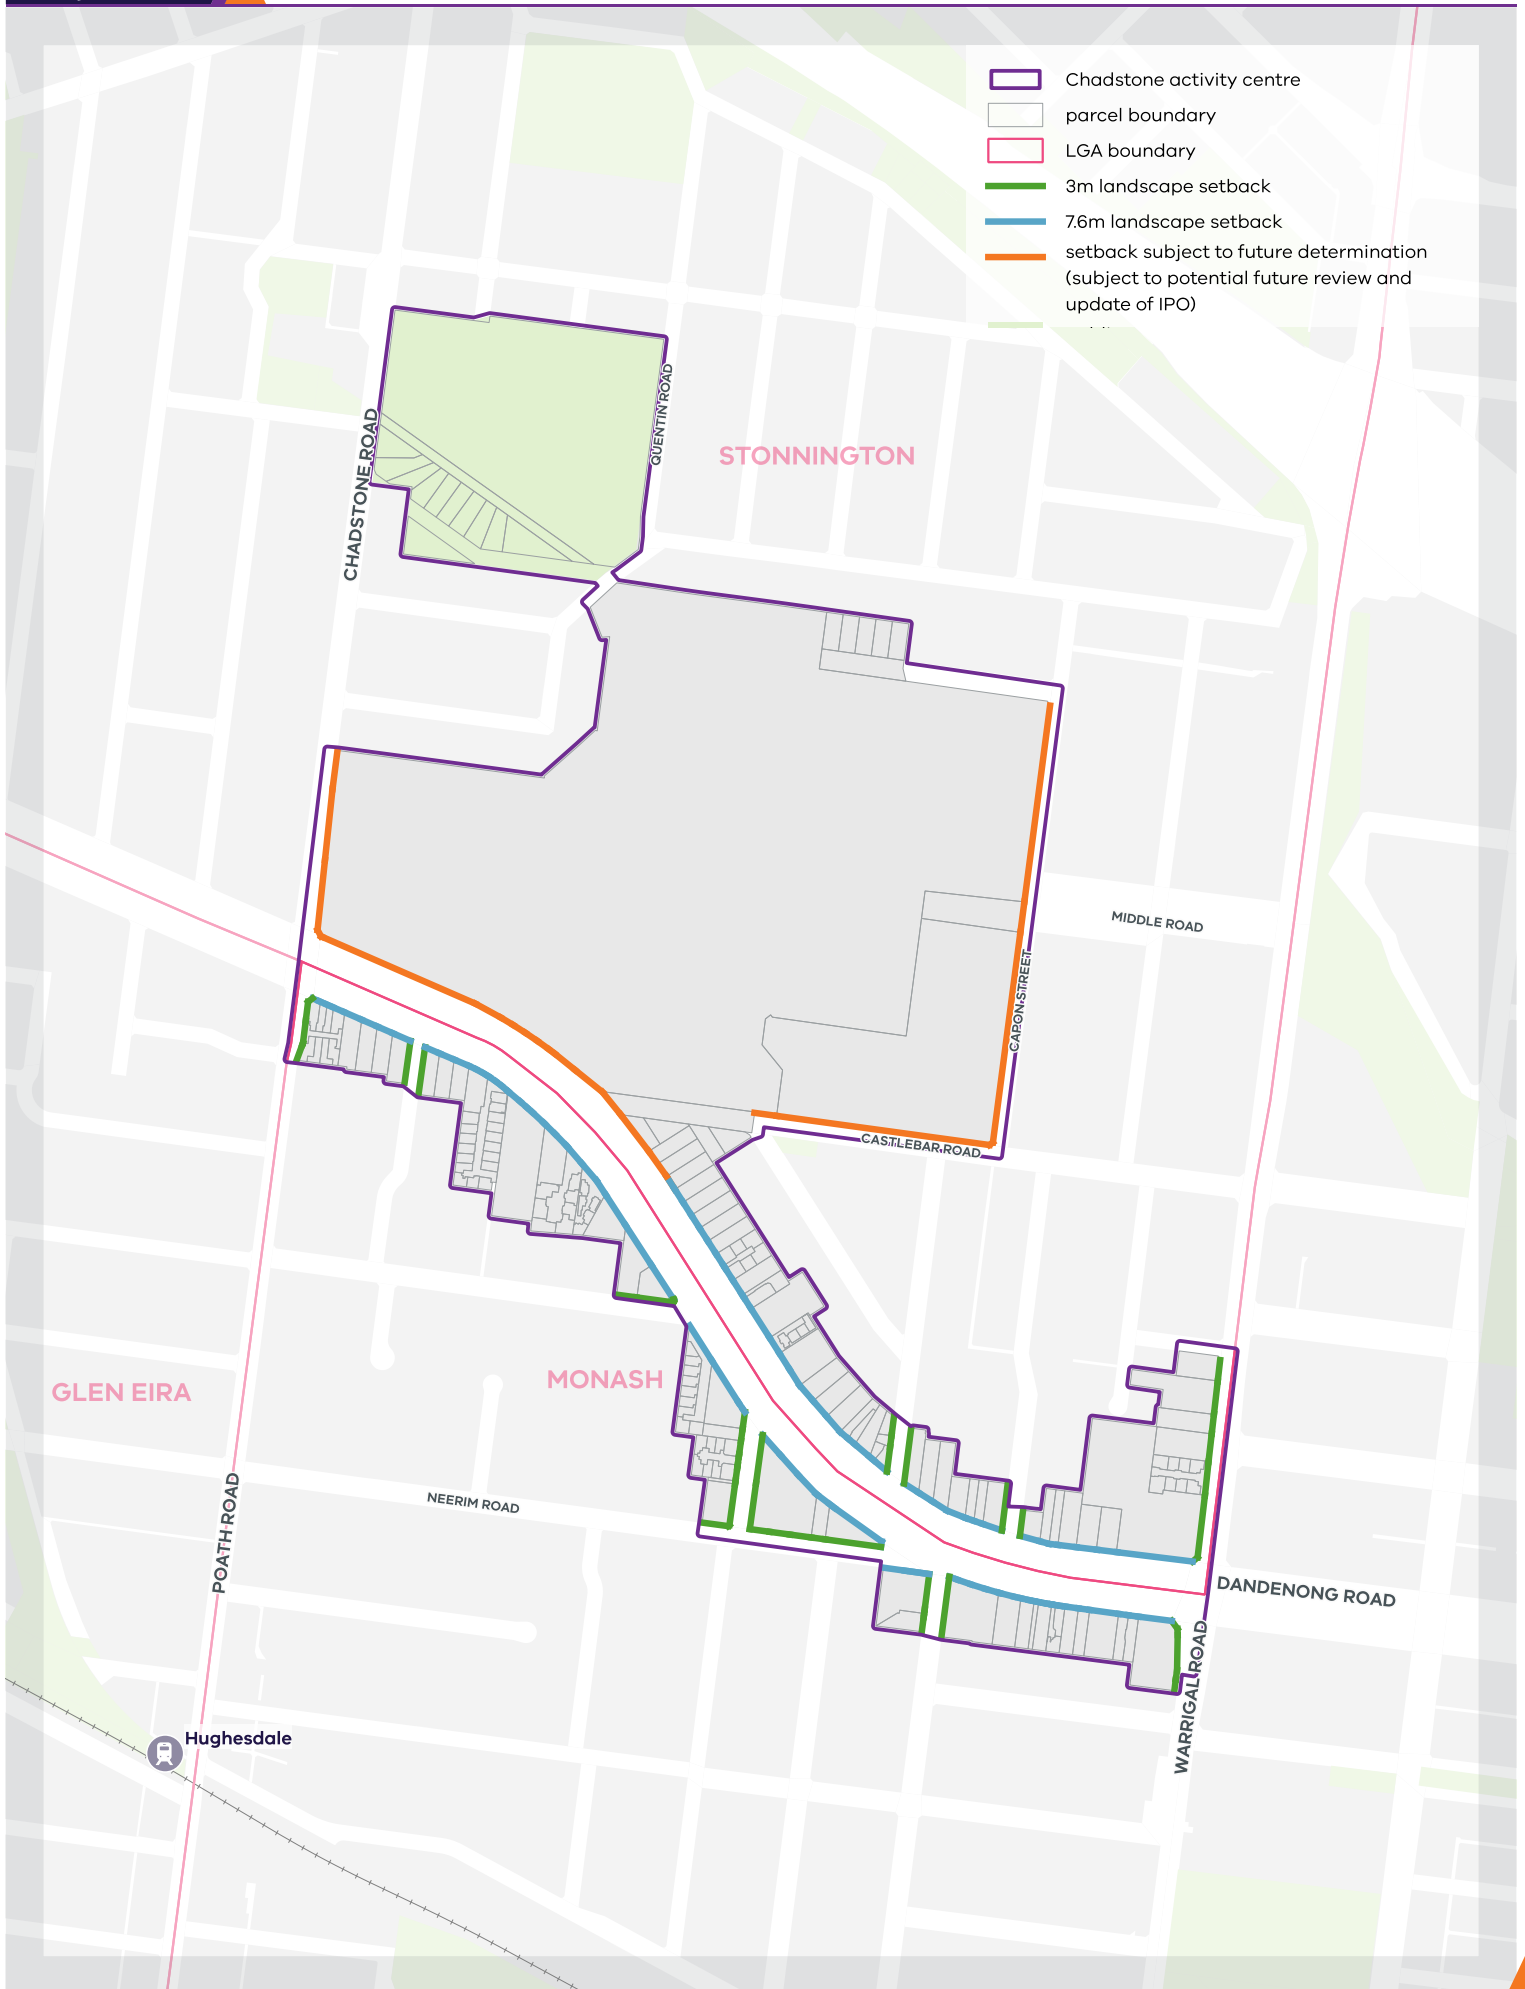 Chadstone activity centre
parcel boundary
LGA boundary
3m landscape setback
7.6m landscape setback
setback subject to future determination
(subject to potential future review and
update of IPO)
QUENTIN ROAD
CHADSTONE ROAD
STONNINGTON
MIDDLE ROAD
CAPON STREET
CASTLEBAR ROAD
GLEN EIRA
MONASH
NEERIM ROAD
POATH ROAD
DANDENONG ROAD
WARRIGAL ROAD
Hughesdale